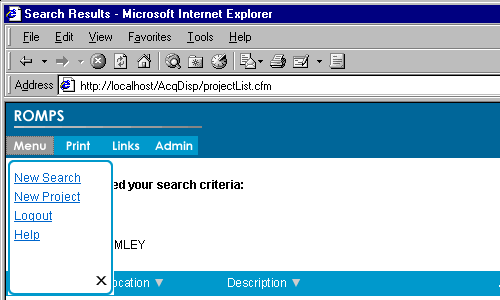 Search Results - Microsoft Internet Explorer
File Edit View Favorites Tools Help
Address http://localhost/AcqDisp/projectList.cfm
ROMPS
Menu Print Links Admin
New Search
New Project
Logout
Help
X
ed your search criteria:
MLEY
ocation ▼ Description ▼